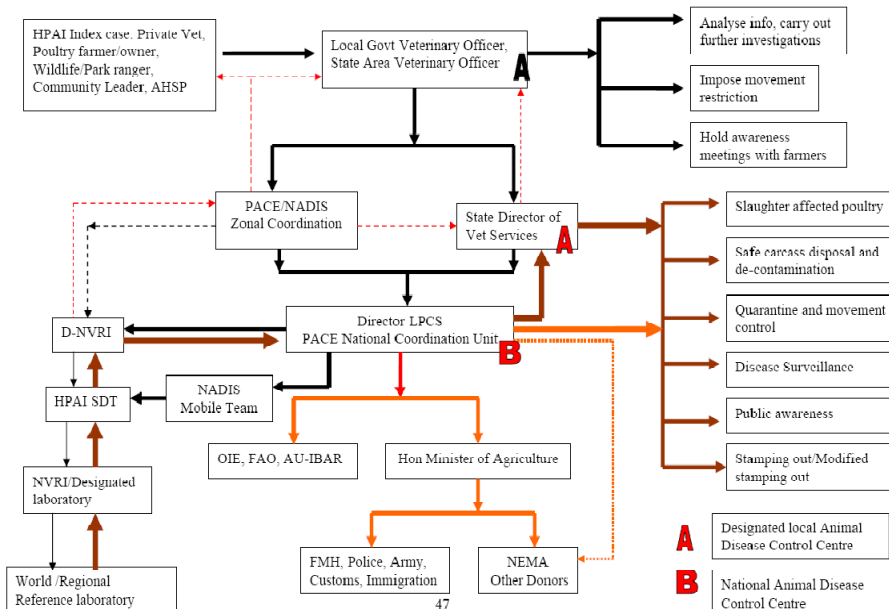 HPAI Index case. Private Vet,
Poultry farmer/owner,
Wildlife/Park ranger,
Community Leader, AHSP
Local Govt Veterinary Officer,
State Area Veterinary Officer
A
Analyse info, carry out
further investigations
Impose movement
restriction
Hold awareness
meetings with farmers
PACE/NADIS
Zonal Coordination
State Director of
Vet Services
A
Slaughter affected poultry
Safe carcass disposal and
de-contamination
Quarantine and movement
control
Disease Surveillance
Public awareness
Stamping out/Modified
stamping out
D-NVRI
Director LPCS
PACE National Coordination Unit
B
HPAI SDT
NADIS
Mobile Team
OIE, FAO, AU-IBAR
Hon Minister of Agriculture
NVRI/Designated
laboratory
FMH, Police, Army,
Customs, Immigration
NEMA
Other Donors
World /Regional
Reference laboratory
A
Designated local Animal
Disease Control Centre
B
National Animal Disease
Control Centre
47